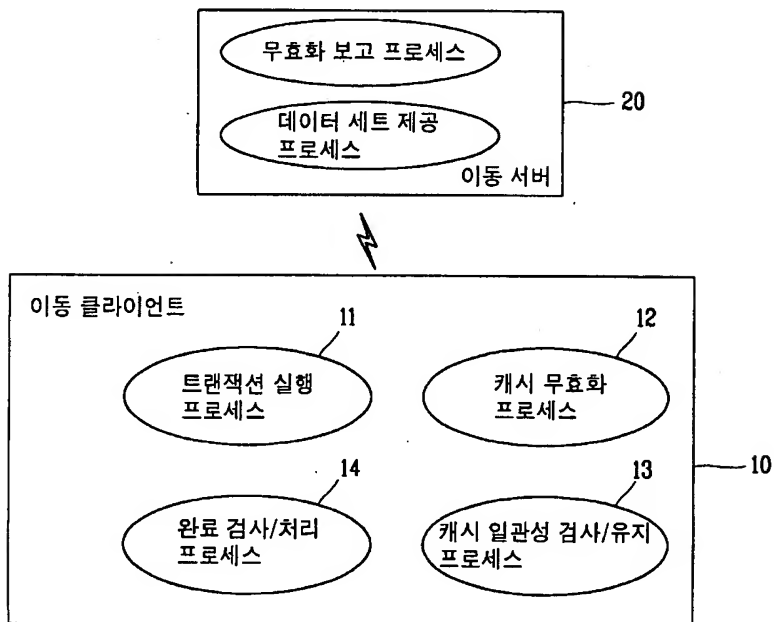 무효화 보고 프로세스
20
데이터 세트 제공
프로세스
이동 서버
이동 클라이언트
11
12
트랜잭션 실행
프로세스
캐시 무효화
프로세스
10
14
13
완료 검사/처리
프로세스
캐시 일관성 검사/유지
프로세스